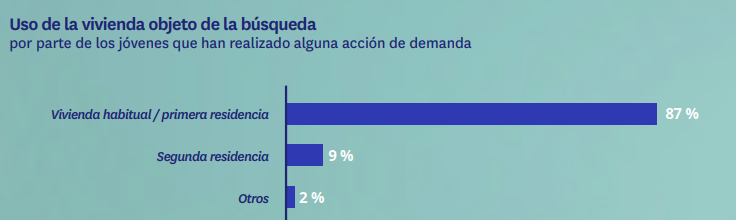 Uso de la vivienda objeto de la búsqueda
por parte de los jóvenes que han realizado alguna acción de demanda
Vivienda habitual / primera residencia 87 %
Segunda residencia 9 %
Otros 2 %